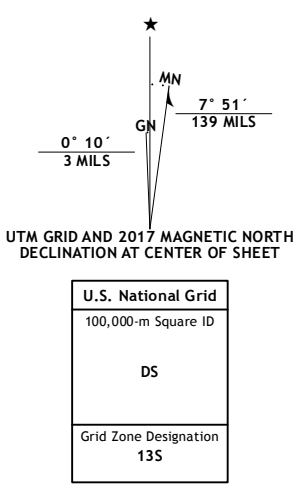 ★
MN
GN
7° 51´
139 MILS
0° 10´
3 MILS
UTM GRID AND 2017 MAGNETIC NORTH
DECLINATION AT CENTER OF SHEET
U.S. National Grid
100,000-m Square ID
DS
Grid Zone Designation
13S